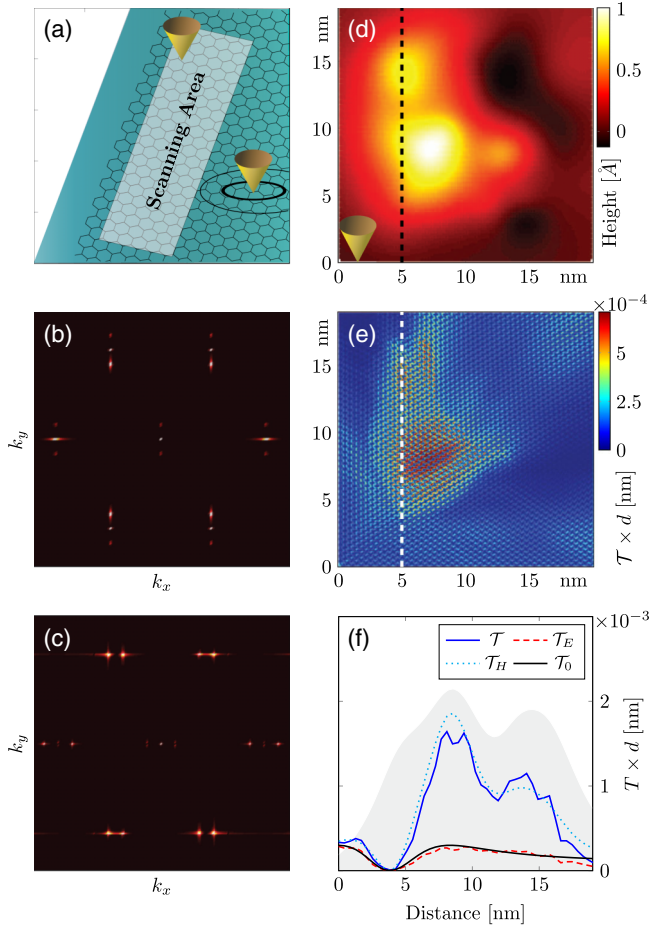 (a)
Scanning Area
(b)
k_y
k_x
(c)
k_y
k_x
(d)
nm
15
10
5
0
0 5 10 nm
1
0.5
0
Height [Å]
(e)
nm
15
10
5
0
0 5 10 nm
×10⁻⁴
5
2.5
0
𝒯 × d [nm]
(f)
𝒯 𝒯_E
𝒯_H 𝒯_0
×10⁻³
2
1
0
T × d [nm]
0 5 10 15
Distance [nm]